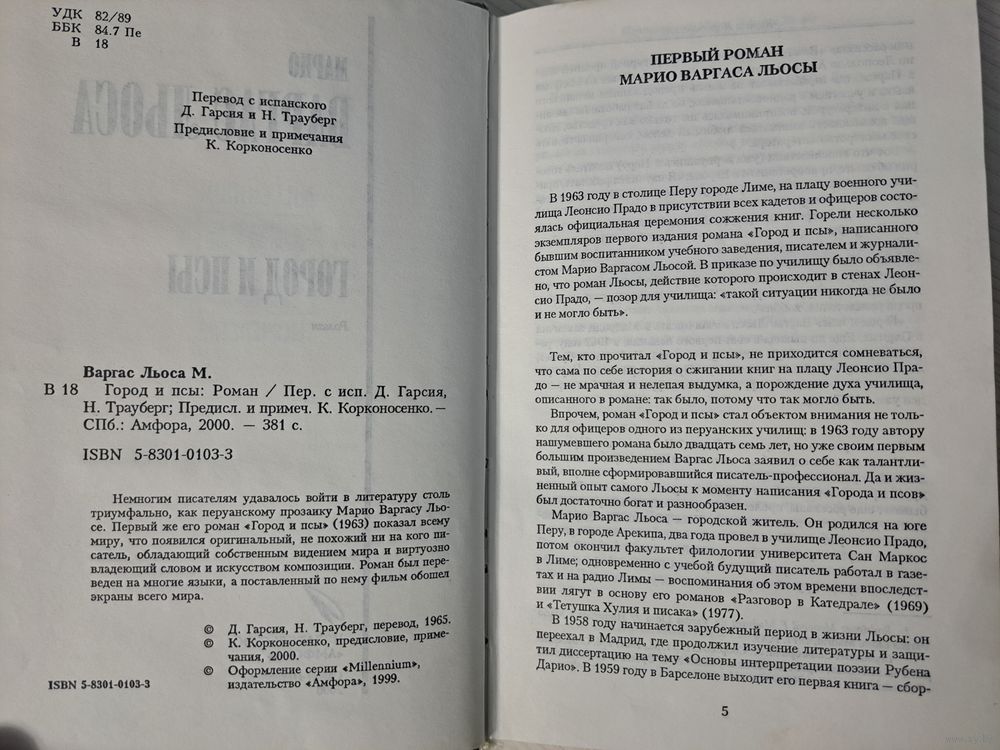 УДК 82/89
ББК 84.7 Пе
В 18
Перевод с испанского
Д. Гарсия и Н. Трауберг
Предисловие и примечания
К. Корконосенко
Варгас Льоса М.
В 18 Город и псы: Роман / Пер. с исп. Д. Гарсия,
Н. Трауберг; Предисл. и примеч. К. Корконосенко. —
СПб.: Амфора, 2000. — 381 с.
ISBN 5-8301-0103-3
Немногим писателям удавалось войти в литературу столь
триумфально, как перуанскому прозаику Марио Варгасу Льо-
се. Первый же его роман «Город и псы» (1963) показал всему
миру, что появился оригинальный, не похожий ни на кого пи-
сатель, обладающий собственным видением мира и виртуозно
владеющий словом и искусством композиции. Роман был пере-
веден на многие языки, а поставленный по нему фильм обошел
экраны всего мира.
© Д. Гарсия, Н. Трауберг, перевод, 1965.
© К. Корконосенко, предисловие, приме-
чания, 2000.
© Оформление серии «Millennium»,
издательство «Амфора», 1999.
ISBN 5-8301-0103-3
ПЕРВЫЙ РОМАН
МАРИО ВАРГАСА ЛЬОСЫ
В 1963 году в столице Перу городе Лиме, на плацу военного учи-
лища Леонсио Прадо в присутствии всех кадетов и офицеров состо-
ялась официальная церемония сожжения книг. Горели несколько
экземпляров первого издания романа «Город и псы», написанного
бывшим воспитанником учебного заведения, писателем и журнали-
стом Марио Варгасом Льосой. В приказе по училищу было объявле-
но, что роман Льосы, действие которого происходит в стенах Леон-
сио Прадо, — позор для училища: «такой ситуации никогда не было
и не могло быть».
Тем, кто прочитал «Город и псы», не приходится сомневаться,
что сама по себе история о сжигании книг на плацу Леонсио Пра-
до — не мрачная и нелепая выдумка, а порождение духа училища,
описанного в романе: так было, потому что так могло быть.
Впрочем, роман «Город и псы» стал объектом внимания не толь-
ко для офицеров одного из перуанских училищ: в 1963 году автору
нашумевшего романа было двадцать семь лет, но уже своим первым
большим произведением Варгас Льоса заявил о себе как талантли-
вый, вполне сформировавшийся писатель-профессионал. Да и жиз-
ненный опыт самого Льосы к моменту написания «Города и псов»
был достаточно богат и разнообразен.
Марио Варгас Льоса — городской житель. Он родился на юге
Перу, в городе Арекипа, два года провел в училище Леонсио Прадо,
потом окончил факультет филологии университета Сан Маркос
в Лиме; одновременно с учебой будущий писатель работал в газе-
тах и на радио Лимы — воспоминания об этом времени впоследст-
вии лягут в основу его романов «Разговор в Катедрале» (1969)
и «Тетушка Хулия и писака» (1977).
В 1958 году начинается зарубежный период в жизни Льосы: он
переехал в Мадрид, где продолжил изучение литературы и защи-
тил диссертацию на тему «Основы интерпретации поэзии Рубена
Дарио». В 1959 году в Барселоне выходит его первая книга — сбор-
5